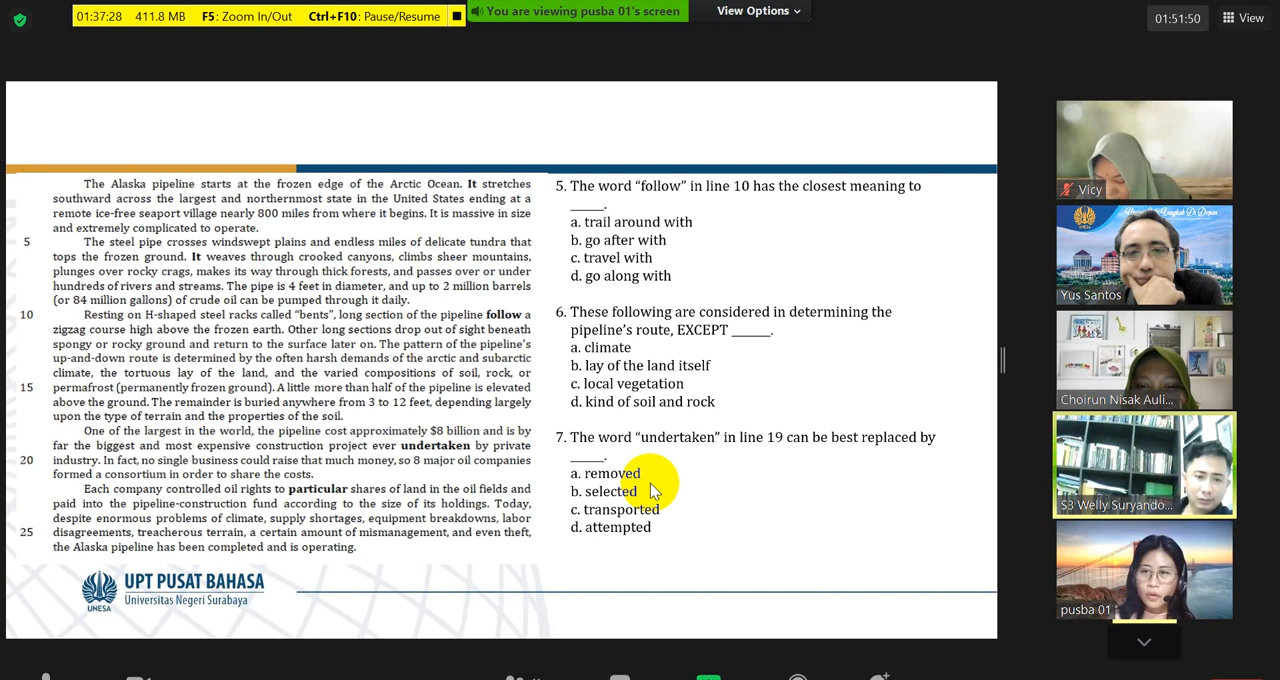 01:37:28 411.8 MB F5: Zoom In/Out Ctrl+F10: Pause/Resume
You are viewing pusba 01's screen
View Options
01:51:50
View
The Alaska pipeline starts at the frozen edge of the Arctic Ocean. It stretches
southward across the largest and northernmost state in the United States ending at a
remote ice-free seaport village nearly 800 miles from where it begins. It is massive in size
and extremely complicated to operate.
5 The steel pipe crosses windswept plains and endless miles of delicate tundra that
tops the frozen ground. It weaves through crooked canyons, climbs sheer mountains,
plunges over rocky crags, makes its way through thick forests, and passes over or under
hundreds of rivers and streams. The pipe is 4 feet in diameter, and up to 2 million barrels
(or 84 million gallons) of crude oil can be pumped through it daily.
10 Resting on H-shaped steel racks called "bents", long section of the pipeline follow a
zigzag course high above the frozen earth. Other long sections drop out of sight beneath
spongy or rocky ground and return to the surface later on. The pattern of the pipeline's
up-and-down route is determined by the often harsh demands of the arctic and subarctic
climate, the tortuous lay of the land, and the varied compositions of soil, rock, or
15 permafrost (permanently frozen ground). A little more than half of the pipeline is elevated
above the ground. The remainder is buried anywhere from 3 to 12 feet, depending largely
upon the type of terrain and the properties of the soil.
One of the largest in the world, the pipeline cost approximately $8 billion and is by
far the biggest and most expensive construction project ever undertaken by private
20 industry. In fact, no single business could raise that much money, so 8 major oil companies
formed a consortium in order to share the costs.
Each company controlled oil rights to particular shares of land in the oil fields and
paid into the pipeline-construction fund according to the size of its holdings. Today,
despite enormous problems of climate, supply shortages, equipment breakdowns, labor
25 disagreements, treacherous terrain, a certain amount of mismanagement, and even theft,
the Alaska pipeline has been completed and is operating.
5. The word "follow" in line 10 has the closest meaning to
_____.
a. trail around with
b. go after with
c. travel with
d. go along with
6. These following are considered in determining the
pipeline's route, EXCEPT ______.
a. climate
b. lay of the land itself
c. local vegetation
d. kind of soil and rock
7. The word "undertaken" in line 19 can be best replaced by
_____.
a. removed
b. selected
c. transported
d. attempted
UNESA
UPT PUSAT BAHASA
Universitas Negeri Surabaya
Vicy
UNESA
Yus Santos
Choirun Nisak Auli...
S3 Welly Suryando...
pusba 01